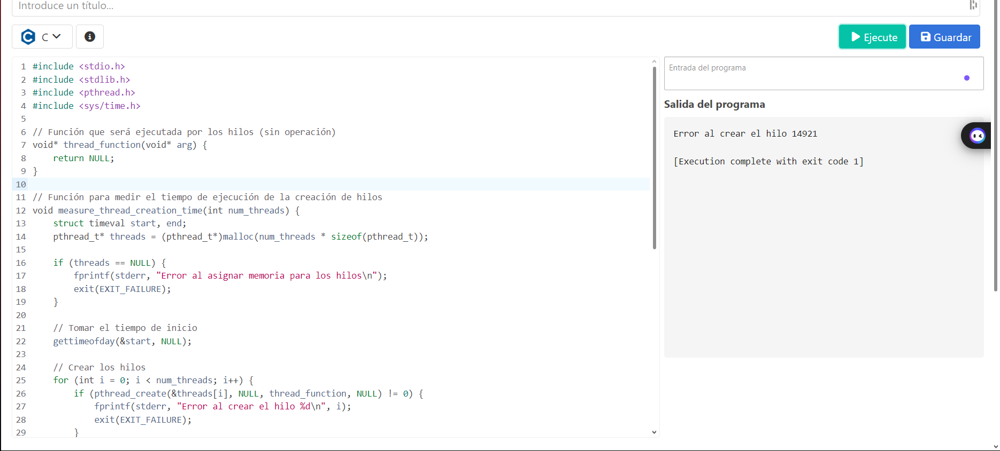 Introduce un título...
C
Ejecute
Guardar
1 #include <stdio.h>
2 #include <stdlib.h>
3 #include <pthread.h>
4 #include <sys/time.h>
5
6 // Función que será ejecutada por los hilos (sin operación)
7 void* thread_function(void* arg) {
8     return NULL;
9 }
10
11 // Función para medir el tiempo de ejecución de la creación de hilos
12 void measure_thread_creation_time(int num_threads) {
13     struct timeval start, end;
14     pthread_t* threads = (pthread_t*)malloc(num_threads * sizeof(pthread_t));
15
16     if (threads == NULL) {
17         fprintf(stderr, "Error al asignar memoria para los hilos\n");
18         exit(EXIT_FAILURE);
19     }
20
21     // Tomar el tiempo de inicio
22     gettimeofday(&start, NULL);
23
24     // Crear los hilos
25     for (int i = 0; i < num_threads; i++) {
26         if (pthread_create(&threads[i], NULL, thread_function, NULL) != 0) {
27             fprintf(stderr, "Error al crear el hilo %d\n", i);
28             exit(EXIT_FAILURE);
29         }
Entrada del programa
Salida del programa
Error al crear el hilo 14921
[Execution complete with exit code 1]